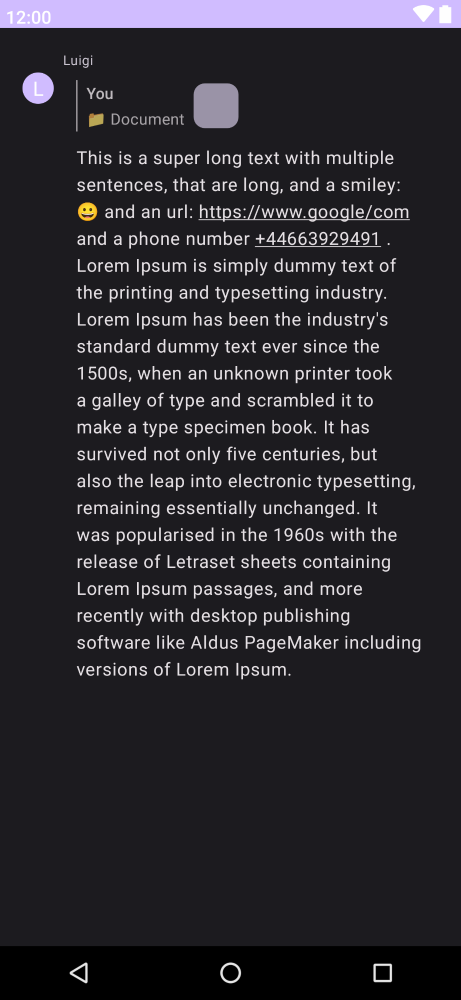 12:00
Luigi
L
You
📁 Document
This is a super long text with multiple
sentences, that are long, and a smiley:
😀 and an url: https://www.google/com
and a phone number +44663929491 .
Lorem Ipsum is simply dummy text of
the printing and typesetting industry.
Lorem Ipsum has been the industry's
standard dummy text ever since the
1500s, when an unknown printer took
a galley of type and scrambled it to
make a type specimen book. It has
survived not only five centuries, but
also the leap into electronic typesetting,
remaining essentially unchanged. It
was popularised in the 1960s with the
release of Letraset sheets containing
Lorem Ipsum passages, and more
recently with desktop publishing
software like Aldus PageMaker including
versions of Lorem Ipsum.